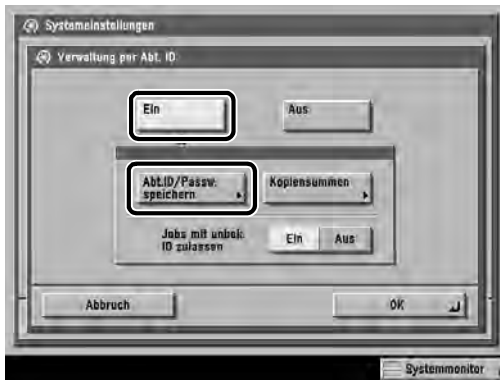 Systemeinstellungen
Verwaltung per Abt. ID
Ein
Aus
Abt.ID/Passw.
speichern
Kopiensummen
Jobs mit unbek.
ID zulassen
Ein
Aus
Abbruch
OK
Systemmonitor